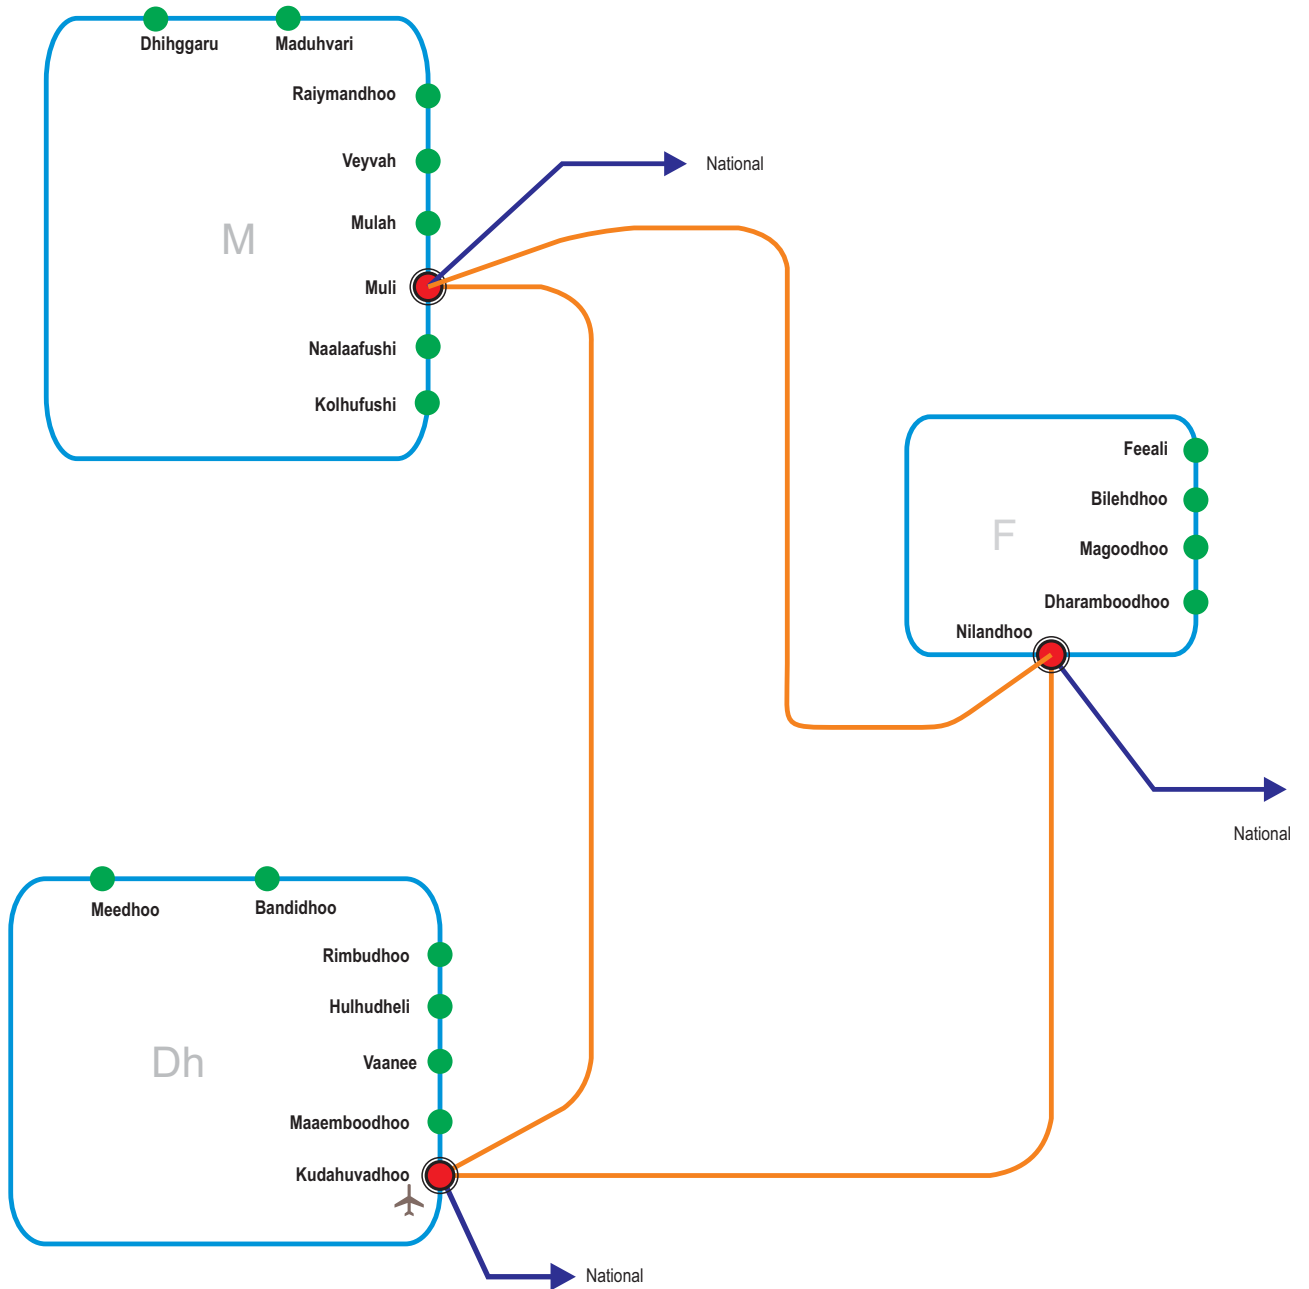 Dhihggaru
Maduhvari
Raiymandhoo
Veyvah
National
Mulah
M
Muli
Naalaafushi
Kolhufushi
Feeali
Bilehdhoo
F
Magoodhoo
Dharamboodhoo
Nilandhoo
National
Meedhoo
Bandidhoo
Rimbudhoo
Hulhudheli
Dh
Vaanee
Maaemboodhoo
Kudahuvadhoo
National